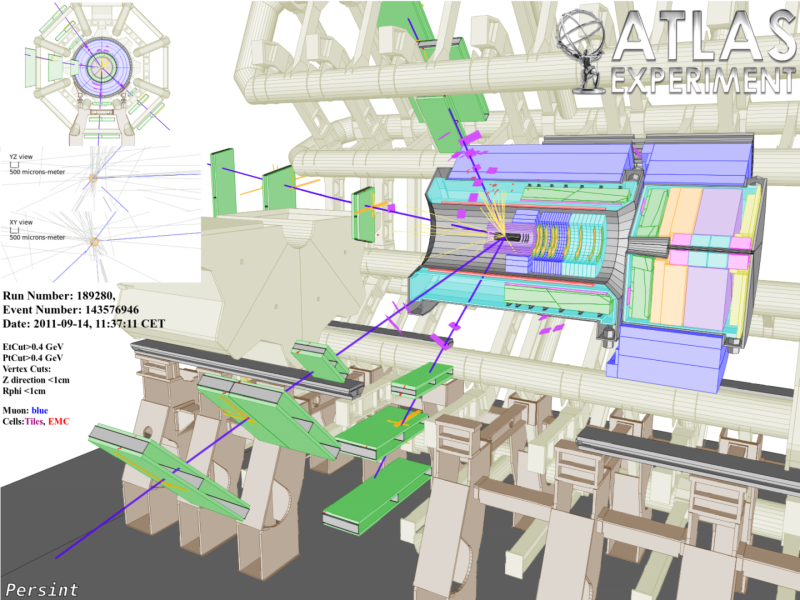 ATLAS
EXPERIMENT
YZ view
500 microns-meter
XY view
500 microns-meter
Run Number: 189280,
Event Number: 143576946
Date: 2011-09-14, 11:37:11 CET
EtCut>0.4 GeV
PtCut>0.4 GeV
Vertex Cuts:
Z direction <1cm
Rphi <1cm
Muon: blue
Cells:Tiles, EMC
Persint